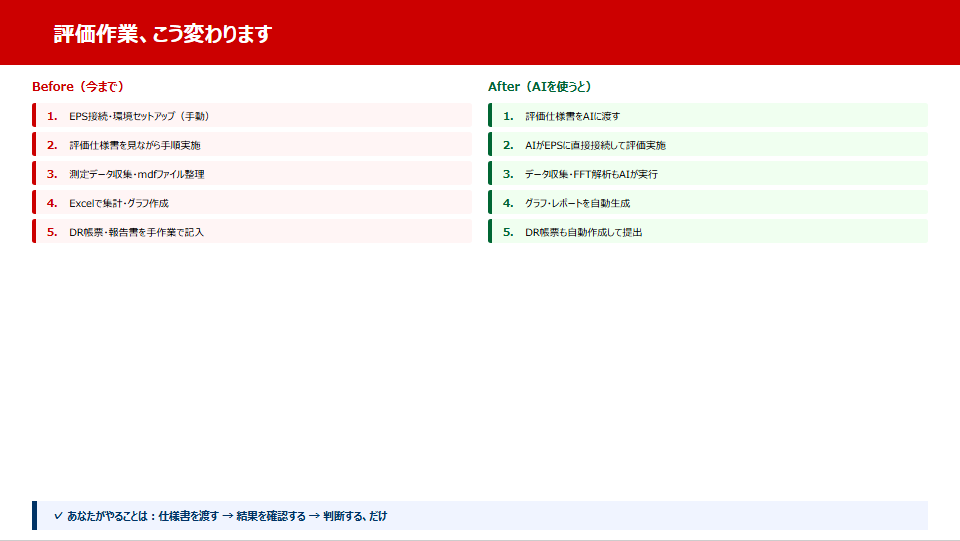 評価作業、こう変わります
Before（今まで）
1. EPS接続・環境セットアップ（手動）
2. 評価仕様書を見ながら手順実施
3. 測定データ収集・mdfファイル整理
4. Excelで集計・グラフ作成
5. DR帳票・報告書を手作業で記入
After（AIを使うと）
1. 評価仕様書をAIに渡す
2. AIがEPSに直接接続して評価実施
3. データ収集・FFT解析もAIが実行
4. グラフ・レポートを自動生成
5. DR帳票も自動作成して提出
✓ あなたがやることは：仕様書を渡す → 結果を確認する → 判断する、だけ